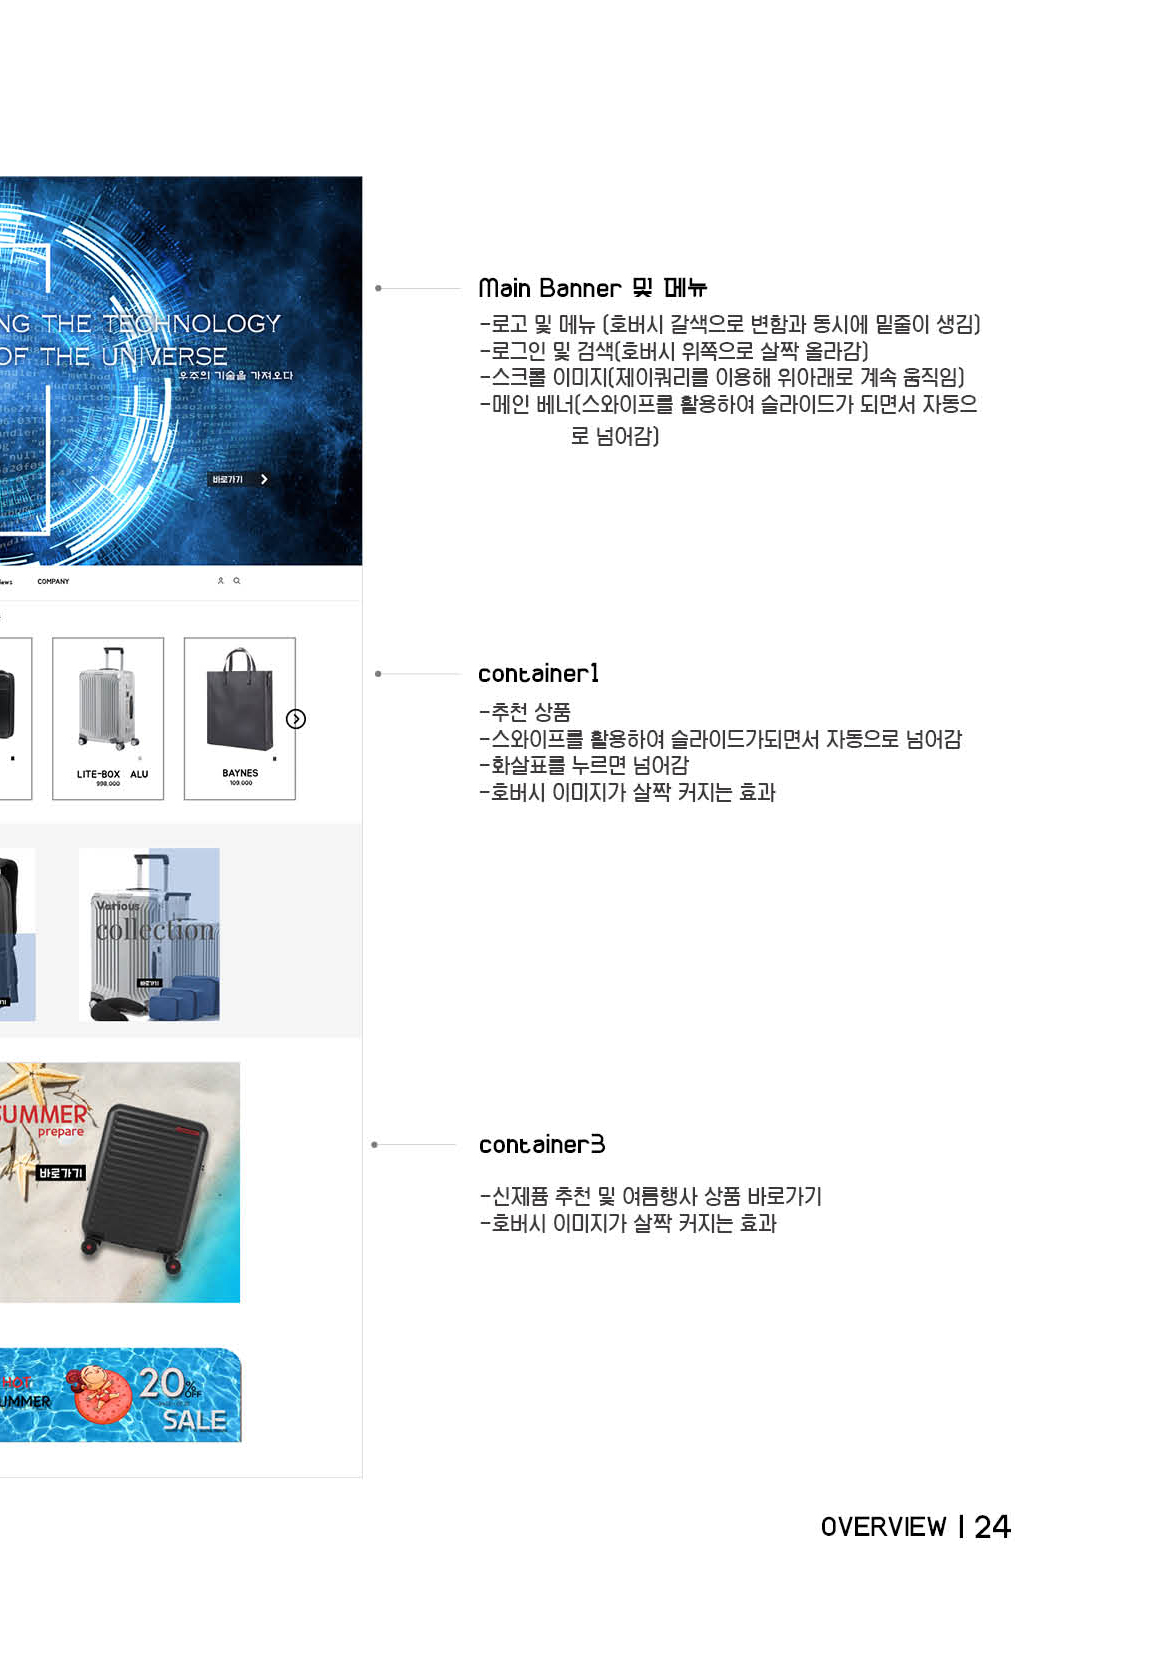 NG THE TECHNOLOGY
OF THE UNIVERSE
우주의 기술을 가져오다
바로가기
COMPANY
LITE-BOX ALU
998.000
BAYNES
109.000
Various
collection
바로가기
SUMMER
prepare
바로가기
HOT
UMMER
20% OFF
SALE
Main Banner 및 메뉴
-로고 및 메뉴 (호버시 갈색으로 변함과 동시에 밑줄이 생김)
-로그인 및 검색(호버시 위쪽으로 살짝 올라감)
-스크롤 이미지(제이쿼리를 이용해 위아래로 계속 움직임)
-메인 베너(스와이프를 활용하여 슬라이드가 되면서 자동으
로 넘어감)
container1
-추천 상품
-스와이프를 활용하여 슬라이드가되면서 자동으로 넘어감
-화살표를 누르면 넘어감
-호버시 이미지가 살짝 커지는 효과
container3
-신제품 추천 및 여름행사 상품 바로가기
-호버시 이미지가 살짝 커지는 효과
OVERVIEW | 24